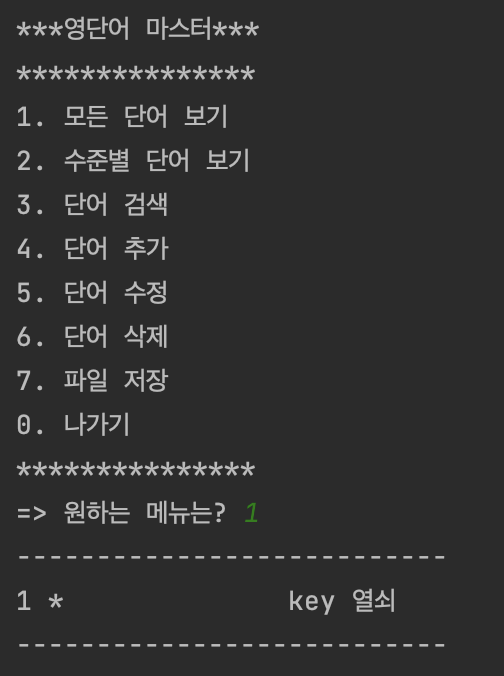 ***영단어 마스터***
***************
1. 모든 단어 보기
2. 수준별 단어 보기
3. 단어 검색
4. 단어 추가
5. 단어 수정
6. 단어 삭제
7. 파일 저장
0. 나가기
***************
=> 원하는 메뉴는? 1
---------------------------
1 *              key 열쇠
---------------------------